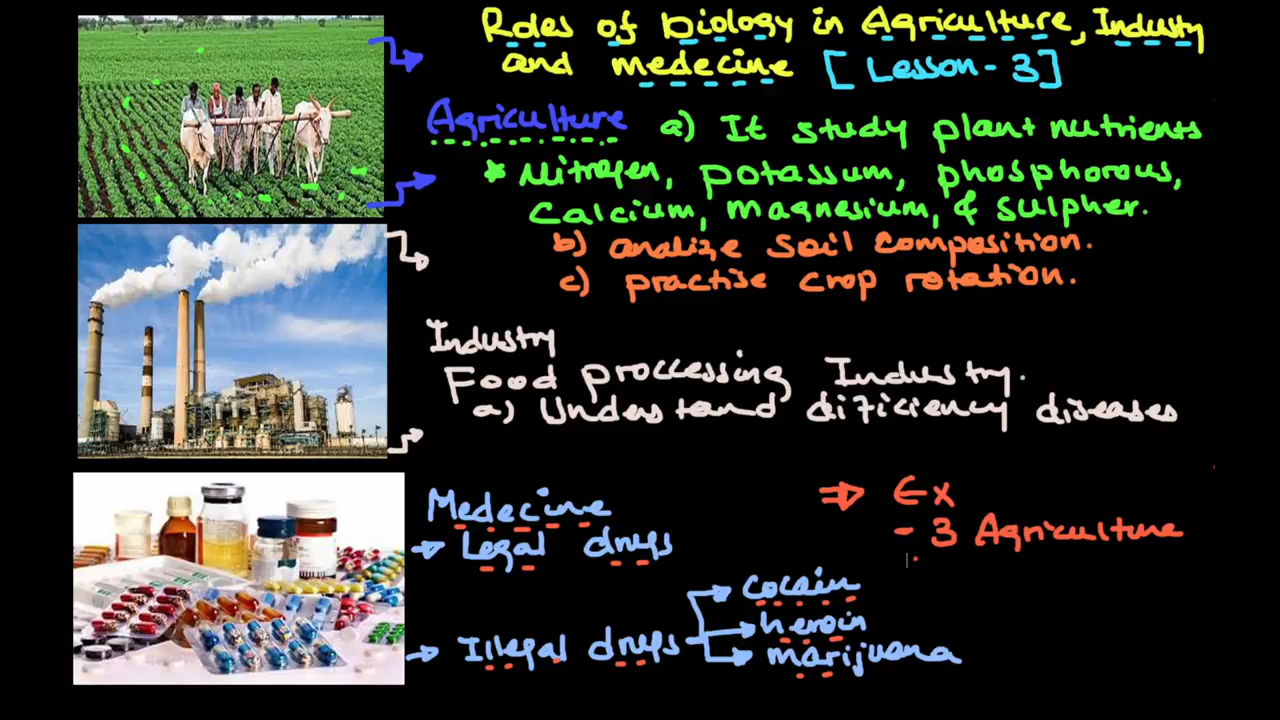 Roles of biology in Agriculture, Industry
and medecine [Lesson - 3]
Agriculture a) It study plant nutrients
* Nitrogen, potassum, phosphorous,
Calcium, Magnesium, & sulpher.
b) analize soil composition.
c) practise crop rotation.
Industry
Food proccessing Industry.
a) Understand dificiency diseases
Medecine
→ Legal drugs
→ Illegal drugs
cocain
heroin
marijuana
⇒ Ex
- 3 Agriculture